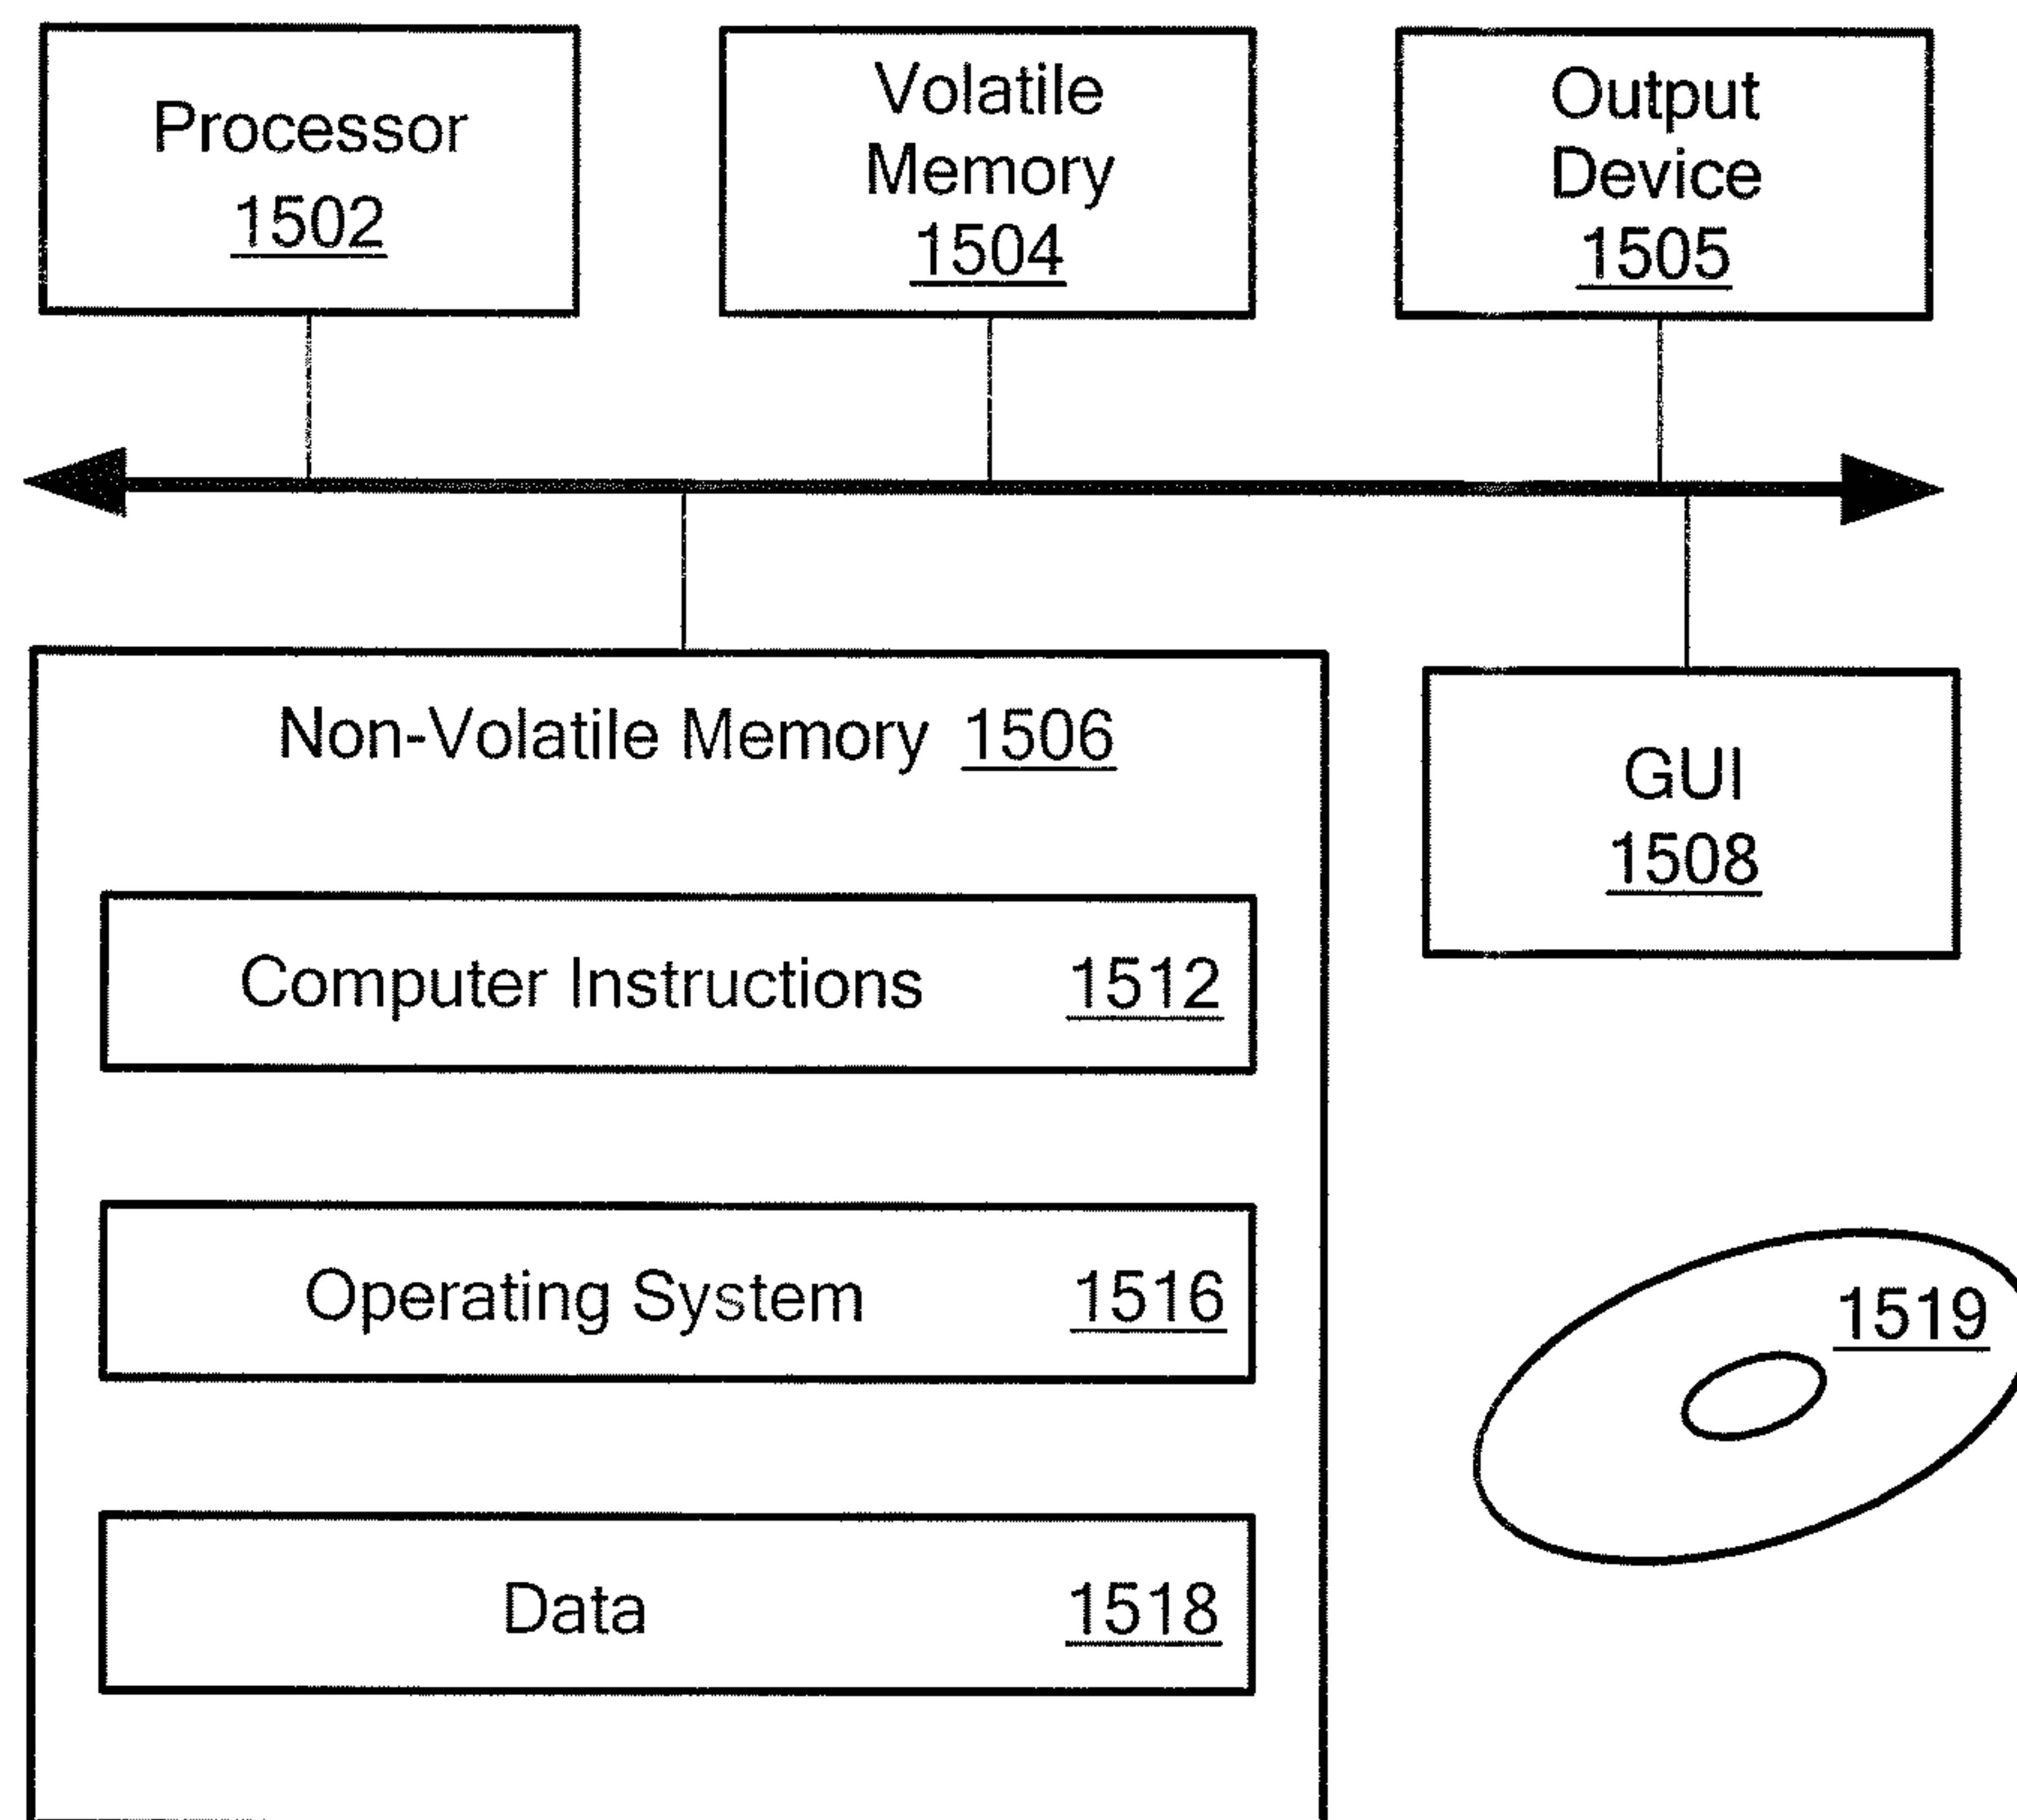 Processor
1502
Volatile
Memory
1504
Output
Device
1505
Non-Volatile Memory 1506
GUI
1508
Computer Instructions 1512
Operating System 1516
1519
Data 1518